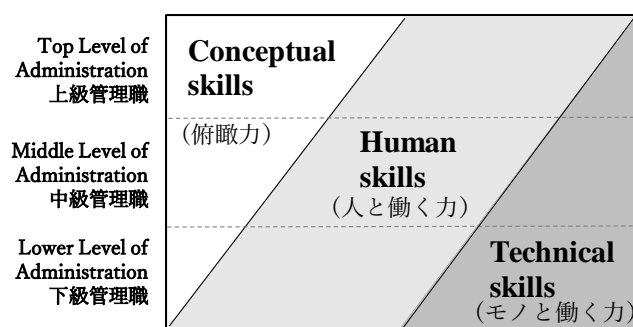 Top Level of
Administration
上級管理職
Conceptual
skills
(俯瞰力)
Middle Level of
Administration
中級管理職
Human
skills
(人と働く力)
Lower Level of
Administration
下級管理職
Technical
skills
(モノと働く力)